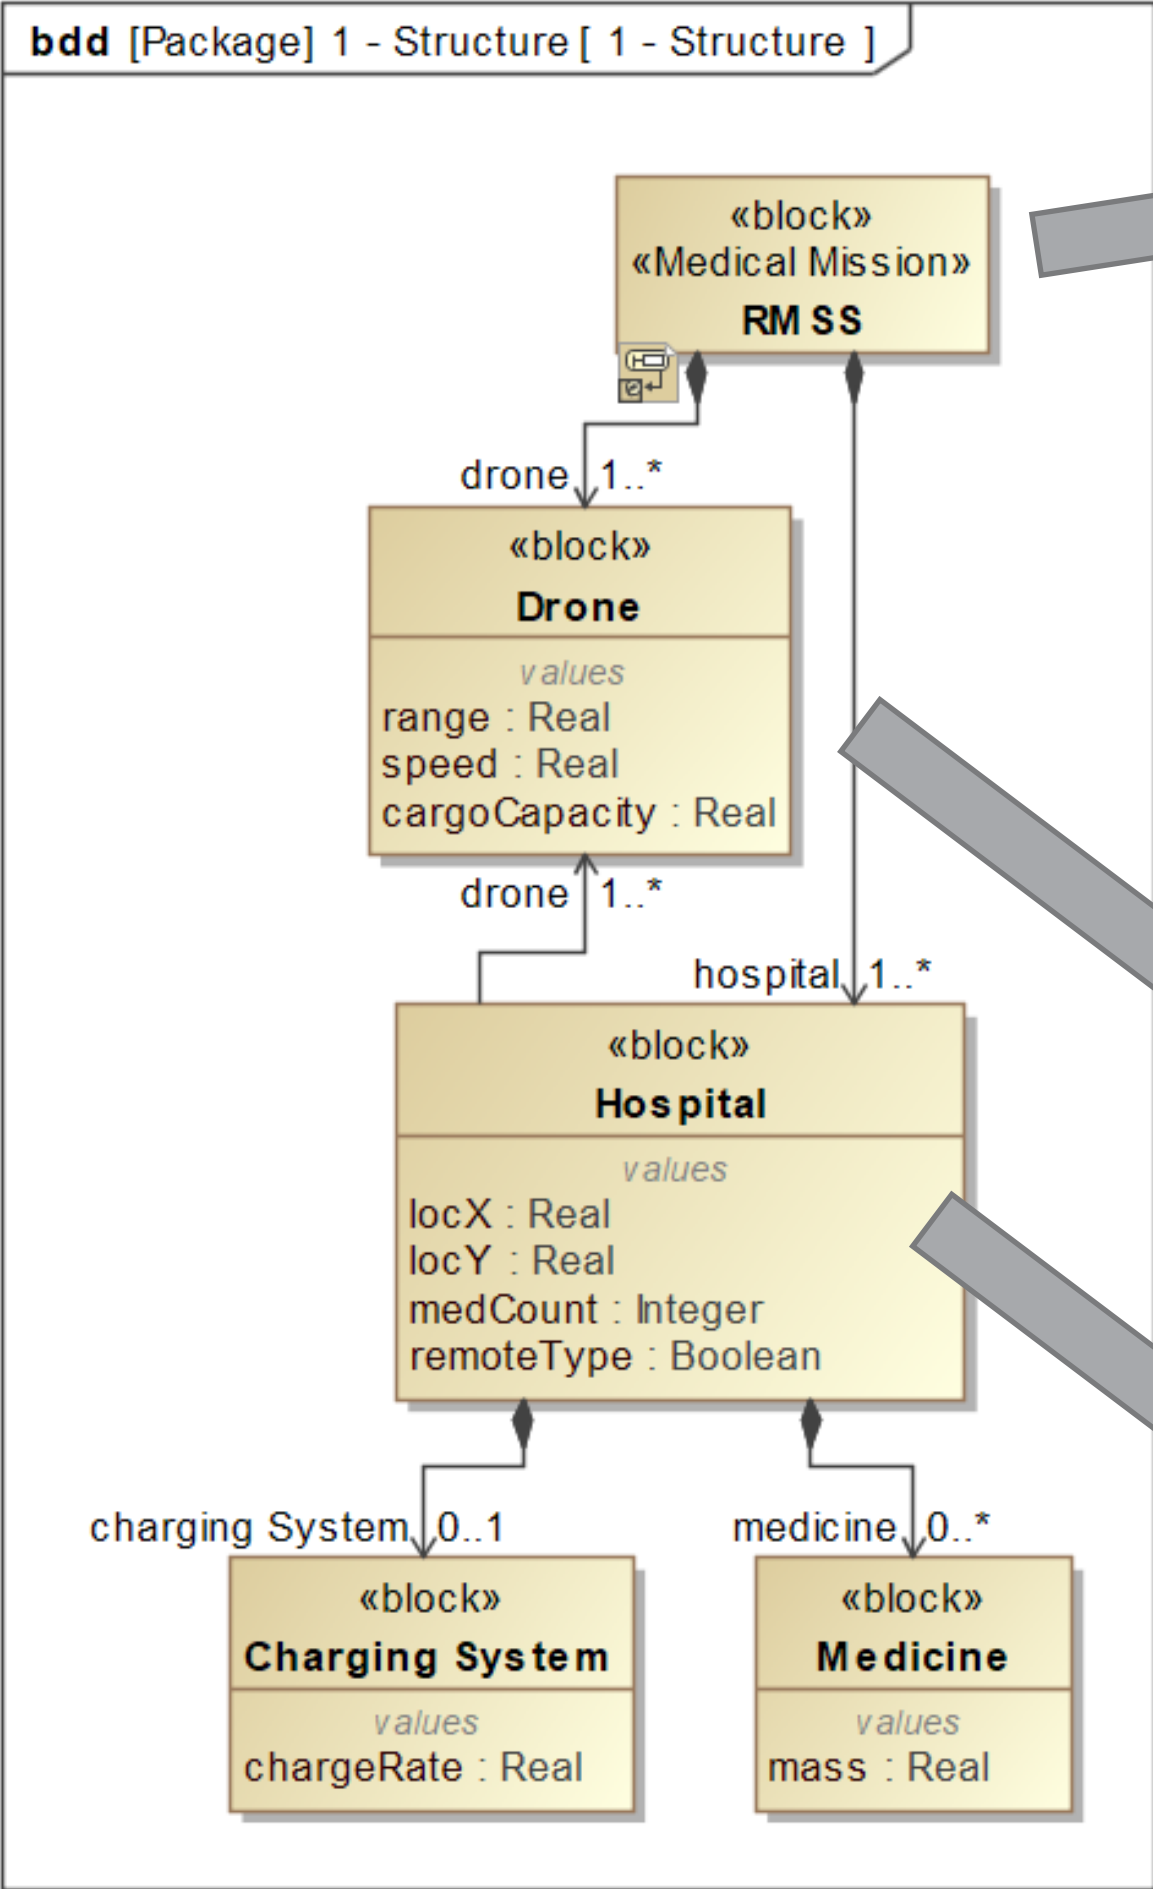 bdd [Package] 1 - Structure [ 1 - Structure ]
«block»
«Medical Mission»
RMSS
drone 1..*
«block»
Drone
values
range : Real
speed : Real
cargoCapacity : Real
drone 1..*
hospital 1..*
«block»
Hospital
values
locX : Real
locY : Real
medCount : Integer
remoteType : Boolean
charging System 0..1
medicine 0..*
«block»
Charging System
values
chargeRate : Real
«block»
Medicine
values
mass : Real